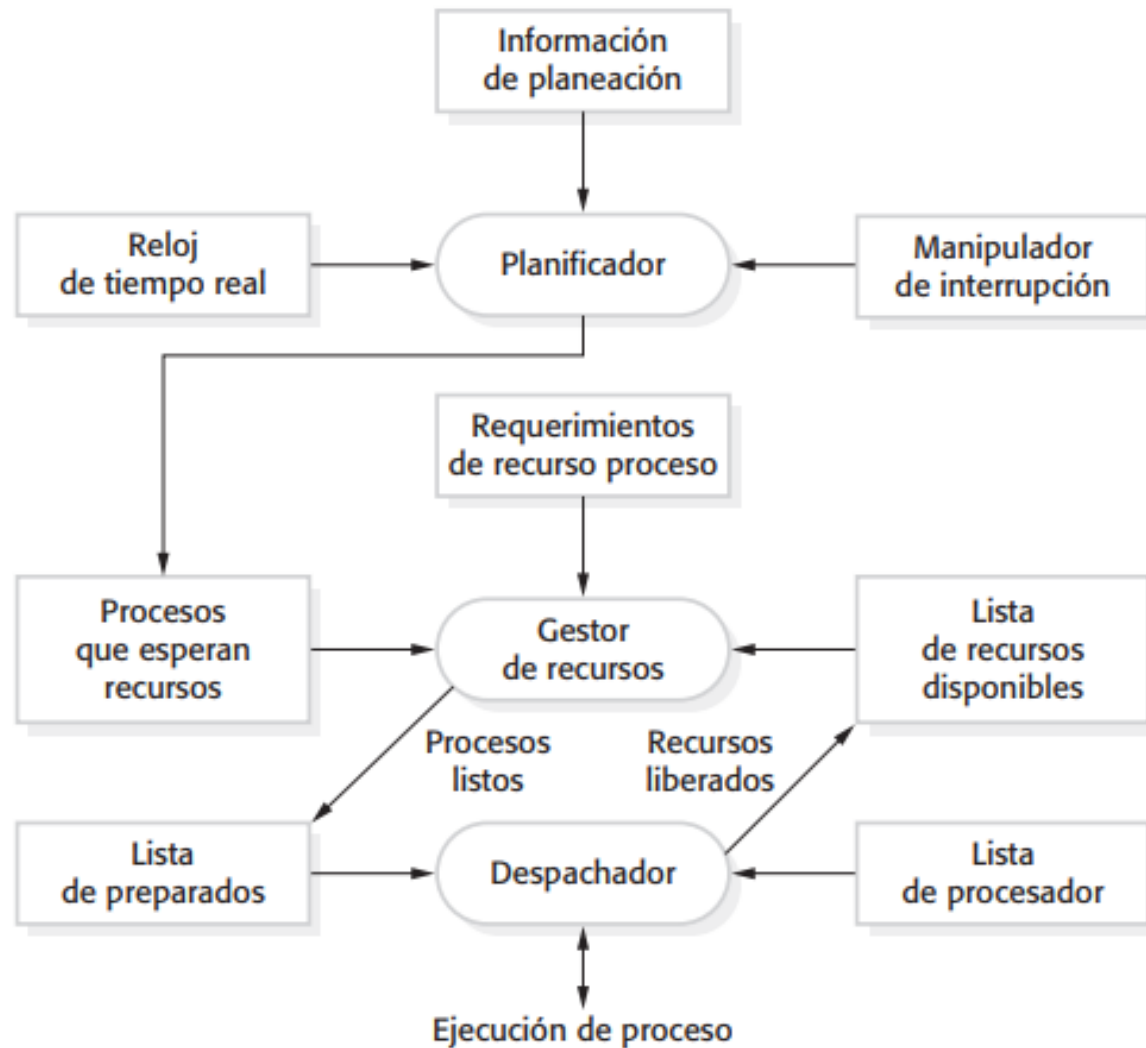 Información
de planeación
Reloj
de tiempo real
Planificador
Manipulador
de interrupción
Requerimientos
de recurso proceso
Procesos
que esperan
recursos
Gestor
de recursos
Lista
de recursos
disponibles
Procesos
listos
Recursos
liberados
Lista
de preparados
Despachador
Lista
de procesador
Ejecución de proceso